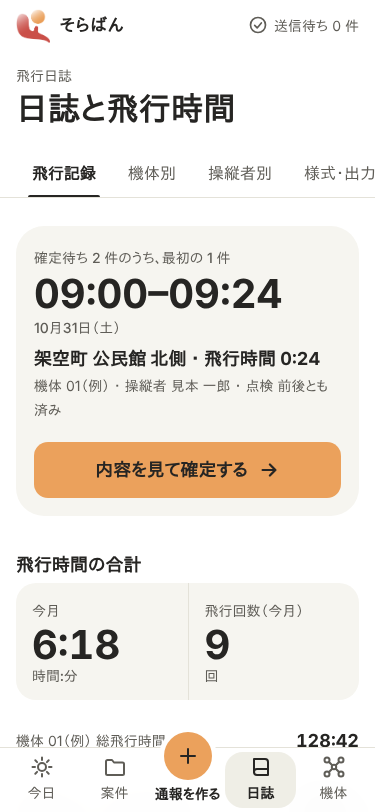 そらばん
送信待ち 0 件
飛行日誌
日誌と飛行時間
飛行記録 機体別 操縦者別 様式・出力
確定待ち 2 件のうち、最初の 1 件
09:00–09:24
10月31日（土）
架空町 公民館 北側・飛行時間 0:24
機体 01（例）・操縦者 見本 一郎・点検 前後とも
済み
内容を見て確定する →
飛行時間の合計
今月
6:18
時間:分
飛行回数（今月）
9
回
機体 01（例） 総飛行時間 128:42
今日 案件 通報を作る 日誌 機体